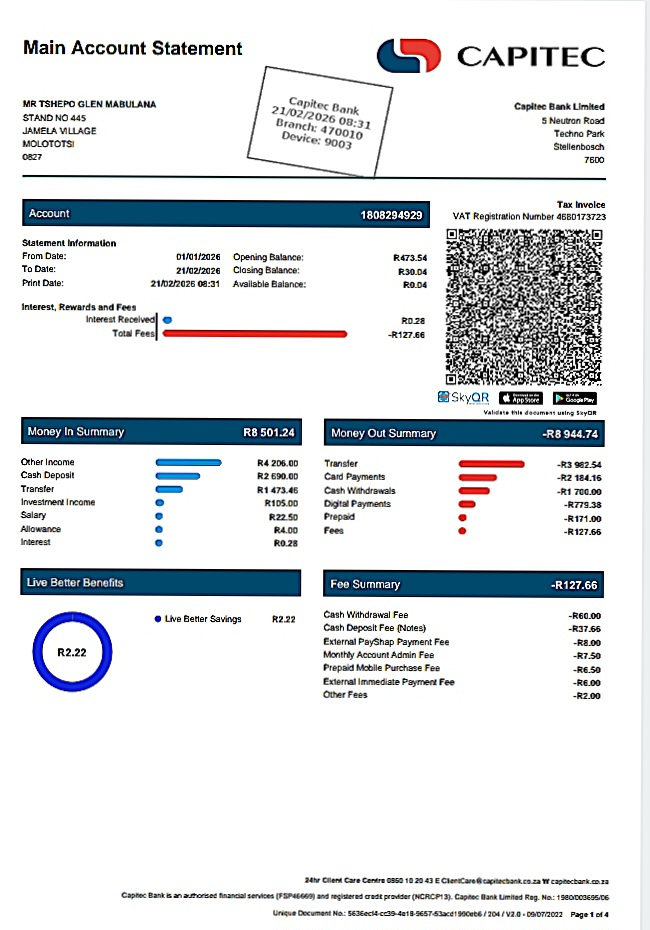 Main Account Statement
CAPITEC
Capitec Bank
21/02/2026 08:31
Branch: 470010
Device: 9003
MR TSHEPO GLEN MABULANA
STAND NO 445
JAMELA VILLAGE
MOLOTOTSI
0827
Capitec Bank Limited
5 Neutron Road
Techno Park
Stellenbosch
7600
Tax Invoice
VAT Registration Number 4680173723
Account 1808294929
Statement Information
From Date: 01/01/2026 Opening Balance: R473.54
To Date: 21/02/2026 Closing Balance: R30.04
Print Date: 21/02/2026 08:31 Available Balance: R0.04
Interest, Rewards and Fees
Interest Received R0.28
Total Fees -R127.66
SkyQR Download on the App Store GET IT ON Google Play
Validate this document using SkyQR
Money In Summary R8 501.24
Other Income R4 206.00
Cash Deposit R2 690.00
Transfer R1 473.46
Investment Income R105.00
Salary R22.50
Allowance R4.00
Interest R0.28
Money Out Summary -R8 944.74
Transfer -R3 982.54
Card Payments -R2 184.16
Cash Withdrawals -R1 700.00
Digital Payments -R779.38
Prepaid -R171.00
Fees -R127.66
Live Better Benefits
R2.22
Live Better Savings R2.22
Fee Summary -R127.66
Cash Withdrawal Fee -R60.00
Cash Deposit Fee (Notes) -R37.66
External PayShap Payment Fee -R8.00
Monthly Account Admin Fee -R7.50
Prepaid Mobile Purchase Fee -R6.50
External Immediate Payment Fee -R6.00
Other Fees -R2.00
24hr Client Care Centre 0860 10 20 43 E ClientCare@capitecbank.co.za W capitecbank.co.za
Capitec Bank is an authorised financial services (FSP46669) and registered credit provider (NCRCP13). Capitec Bank Limited Reg. No.: 1980/003695/06
Unique Document No.: / 204 / V2.0 - 09/07/2022 Page 1 of 4